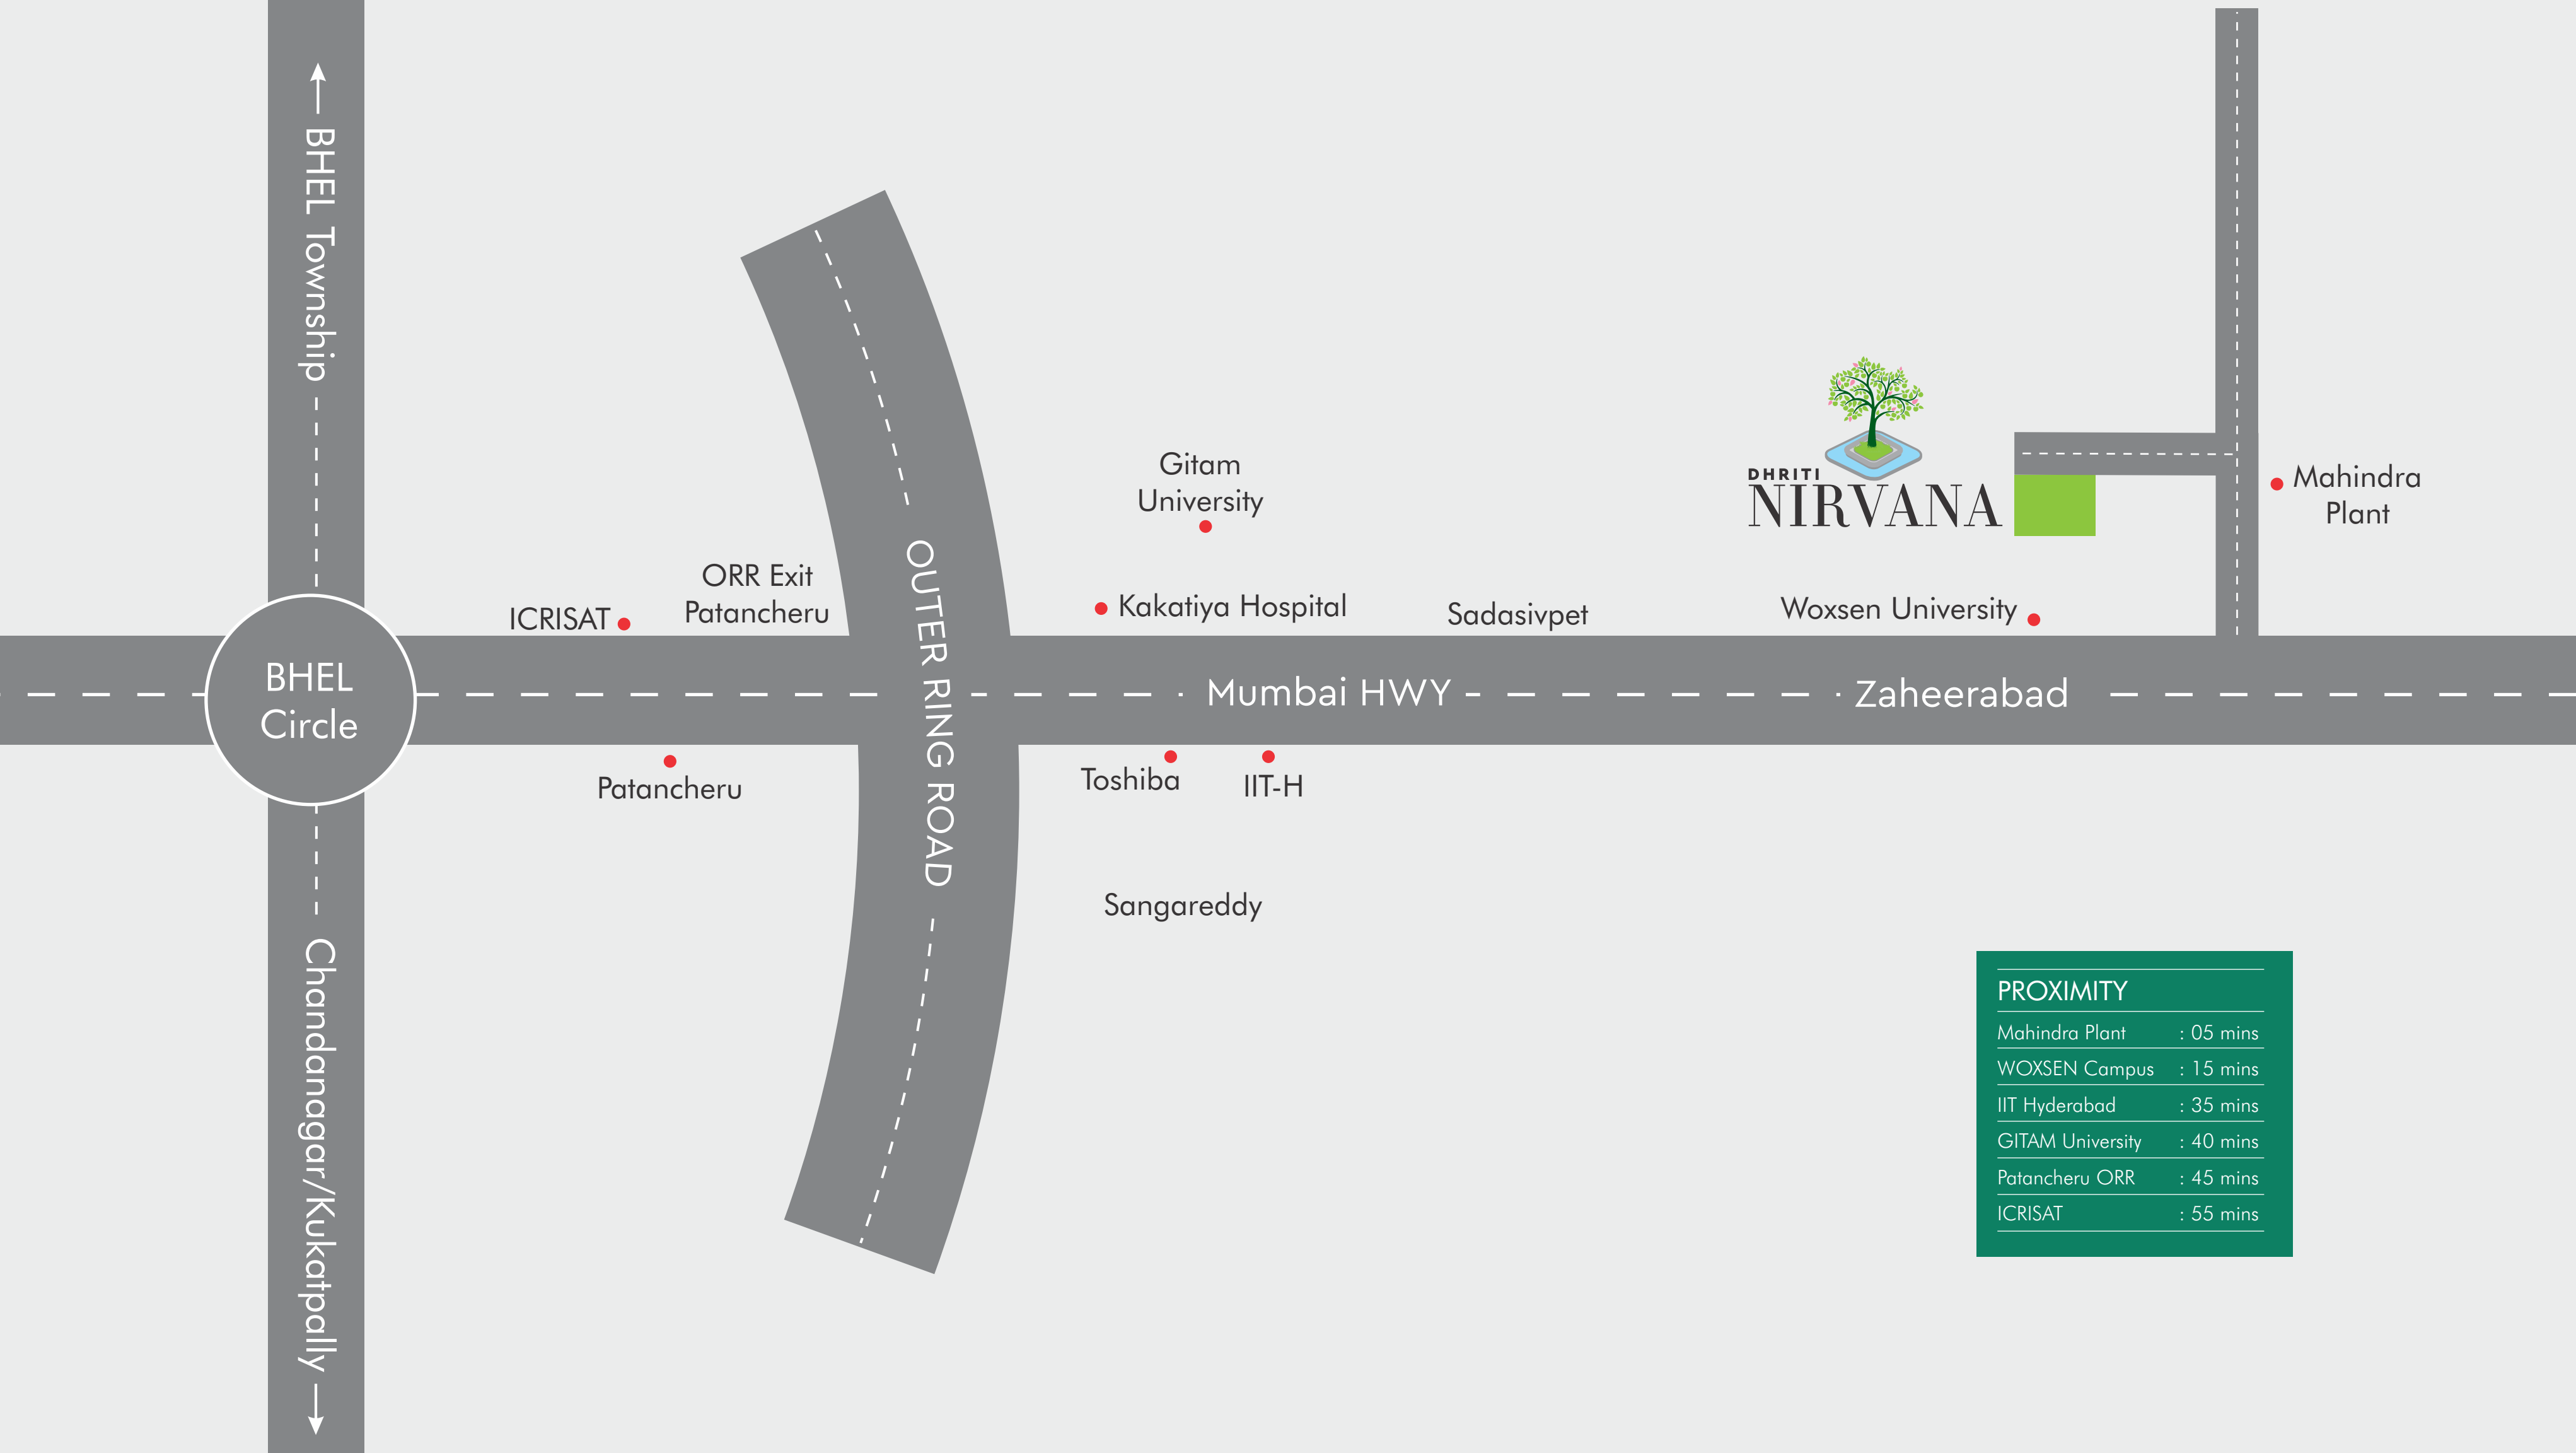 BHEL Township
Gitam
University
DHRITI
NIRVANA
Mahindra
Plant
ORR Exit
Patancheru
ICRISAT
OUTER RING ROAD
Kakatiya Hospital
Sadasivpet
Woxsen University
BHEL
Circle
Mumbai HWY
Zaheerabad
Patancheru
Toshiba
IIT-H
Sangareddy
Chandanagar/Kukatpally
PROXIMITY
Mahindra Plant : 05 mins
WOXSEN Campus : 15 mins
IIT Hyderabad : 35 mins
GITAM University : 40 mins
Patancheru ORR : 45 mins
ICRISAT : 55 mins